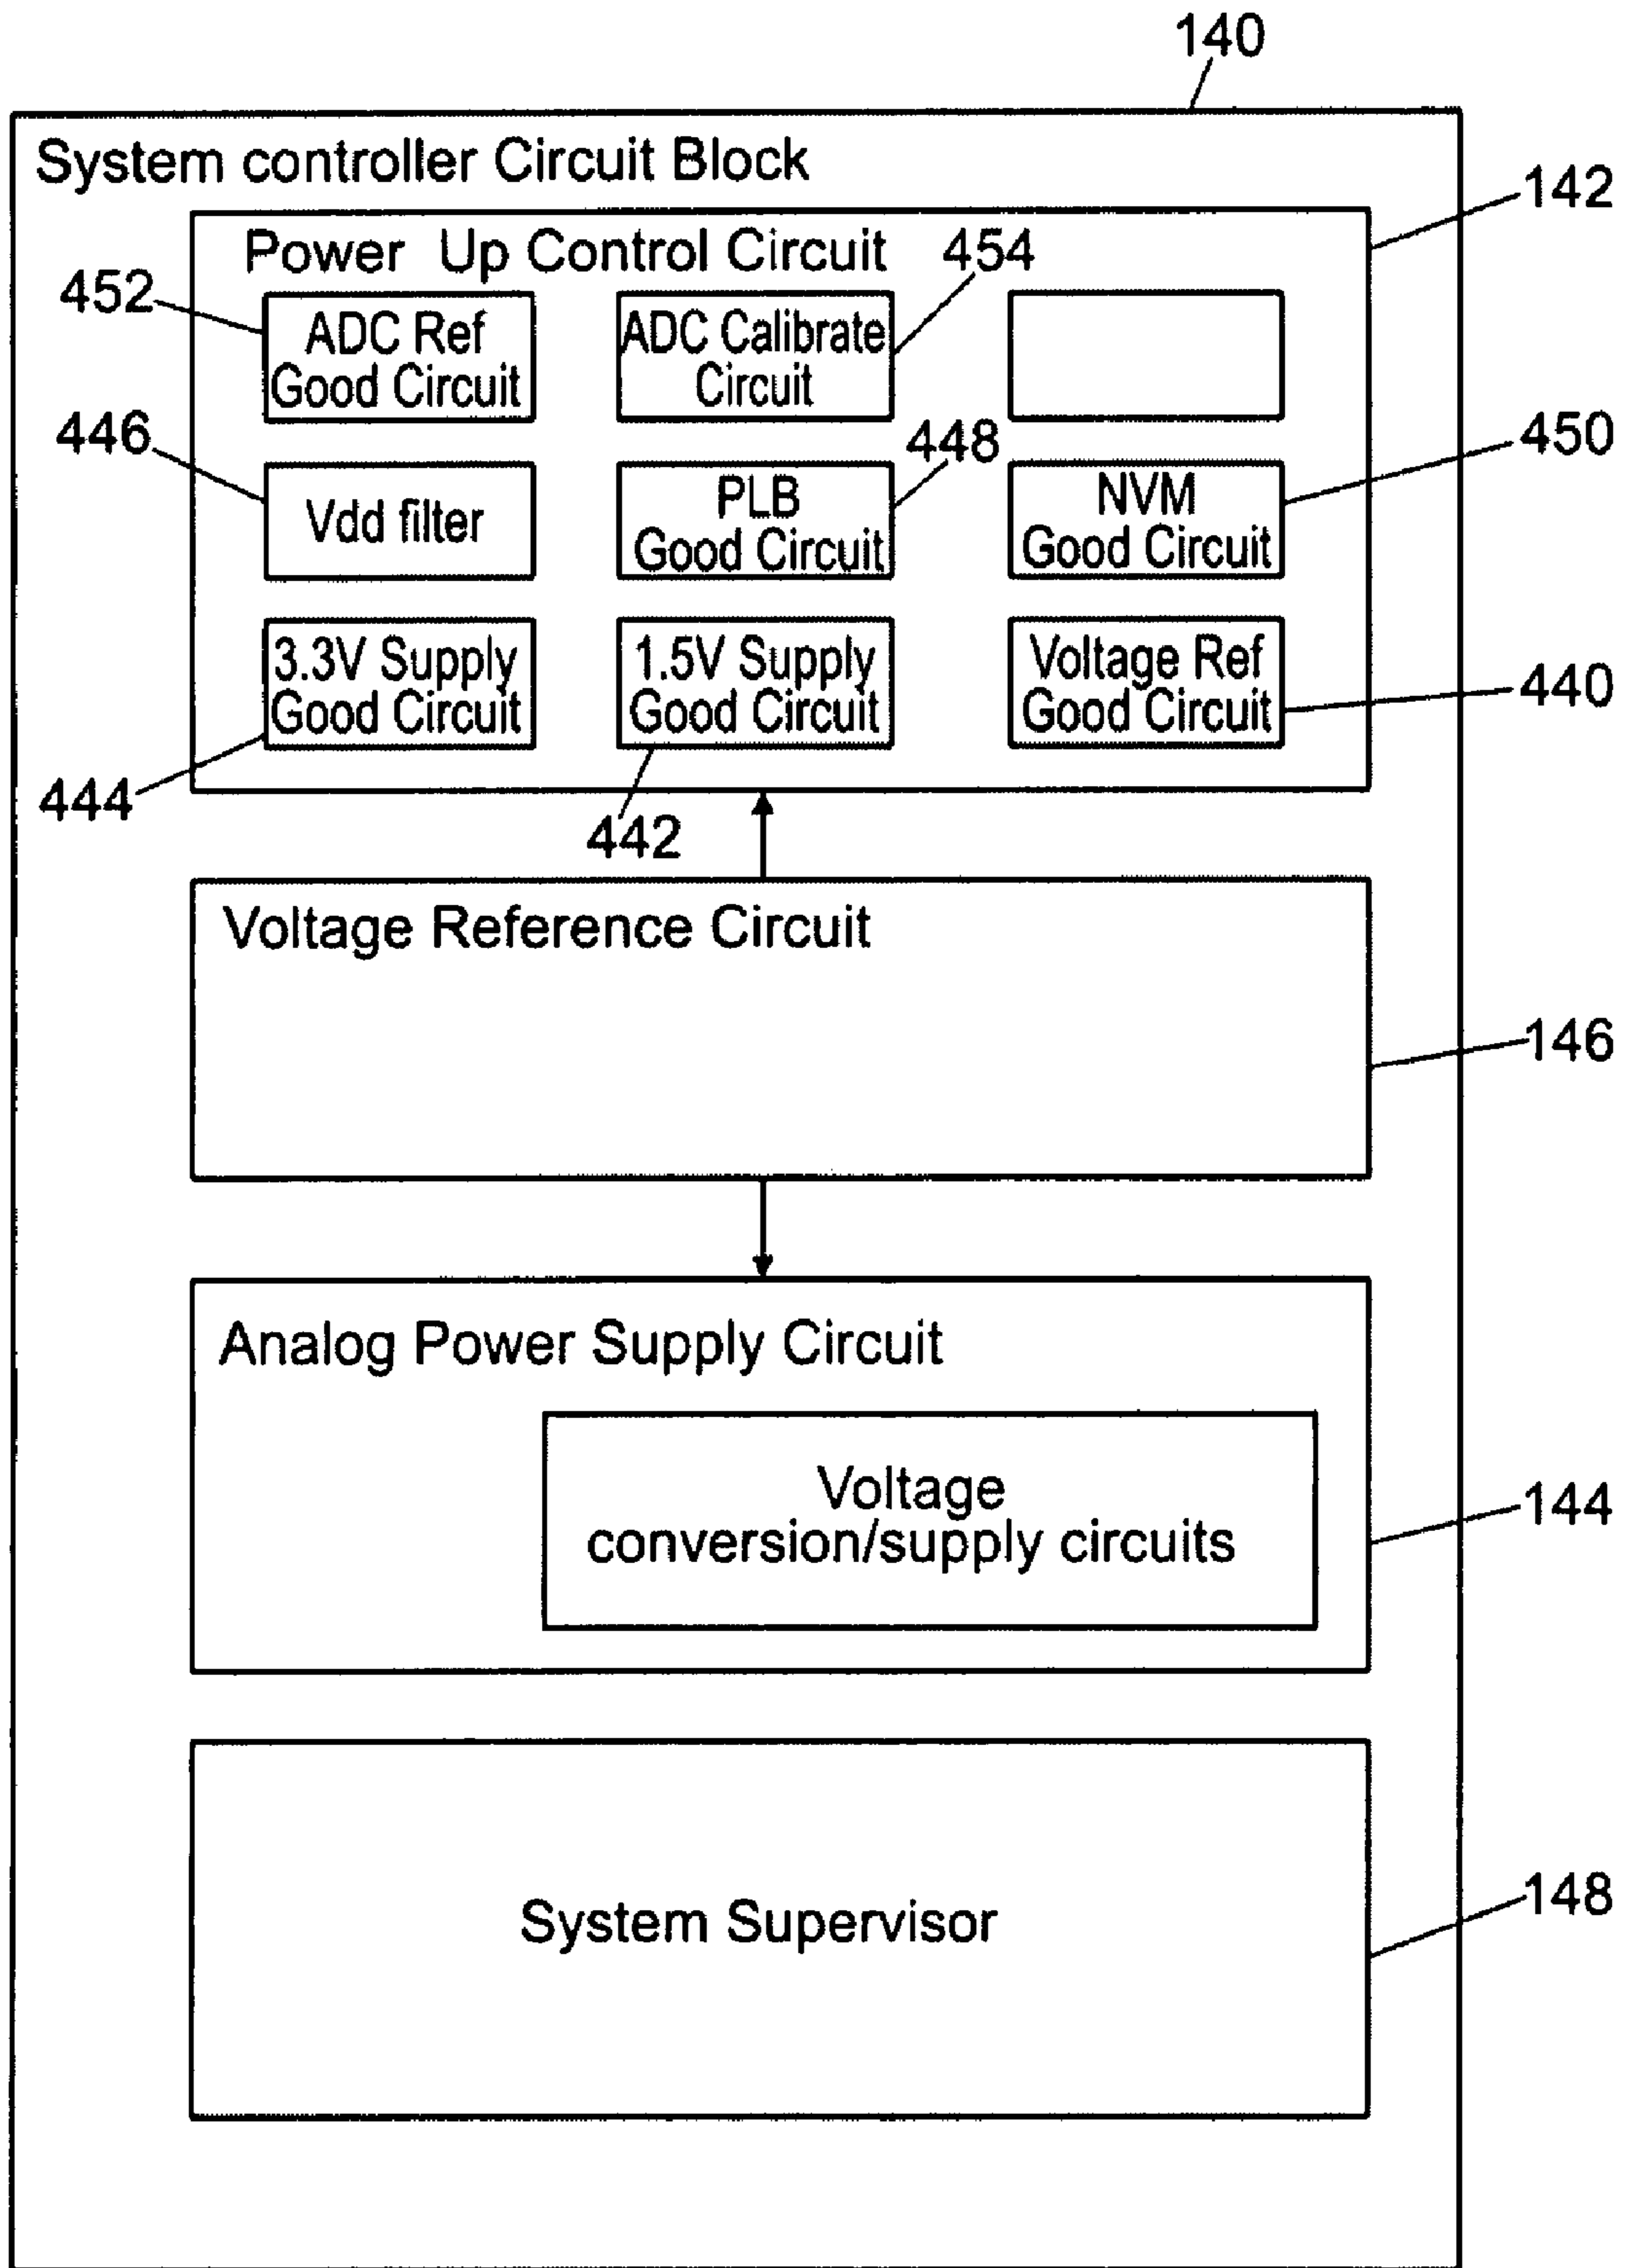 140
System controller Circuit Block
142
Power Up Control Circuit
454
452
ADC Ref
Good Circuit
ADC Calibrate
Circuit
446
448
450
Vdd filter
PLB
Good Circuit
NVM
Good Circuit
3.3V Supply
Good Circuit
1.5V Supply
Good Circuit
Voltage Ref
Good Circuit
440
444
442
Voltage Reference Circuit
146
Analog Power Supply Circuit
Voltage
conversion/supply circuits
144
System Supervisor
148